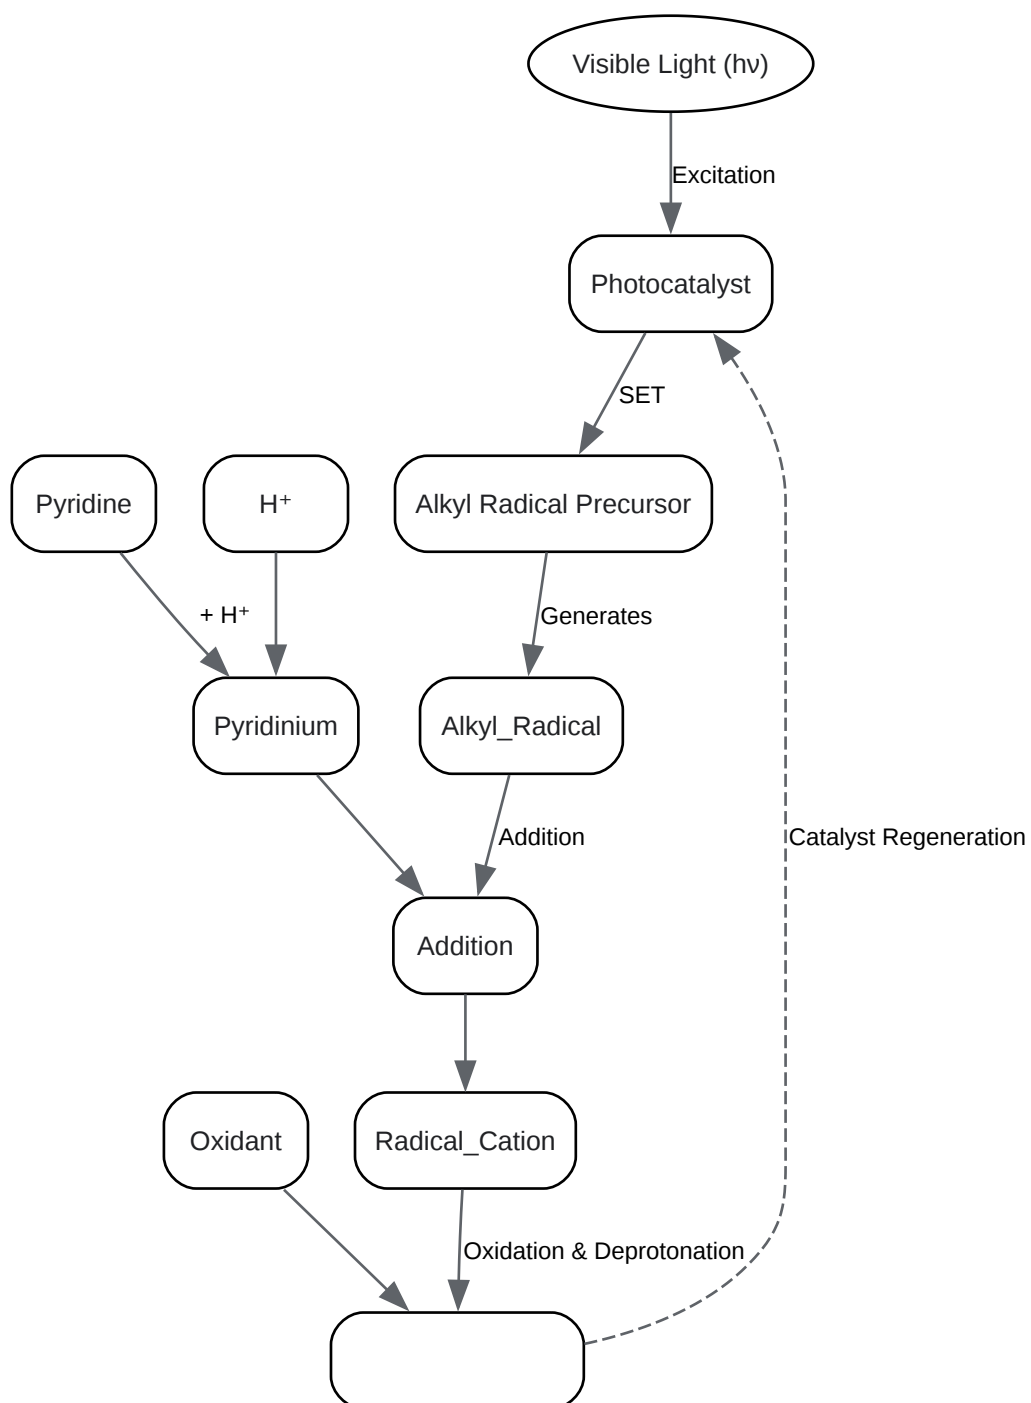 Visible Light (hν)
Excitation
Photocatalyst
SET
Pyridine
H⁺
Alkyl Radical Precursor
+ H⁺
Generates
Pyridinium
Alkyl_Radical
Addition
Catalyst Regeneration
Addition
Oxidant
Radical_Cation
Oxidation & Deprotonation